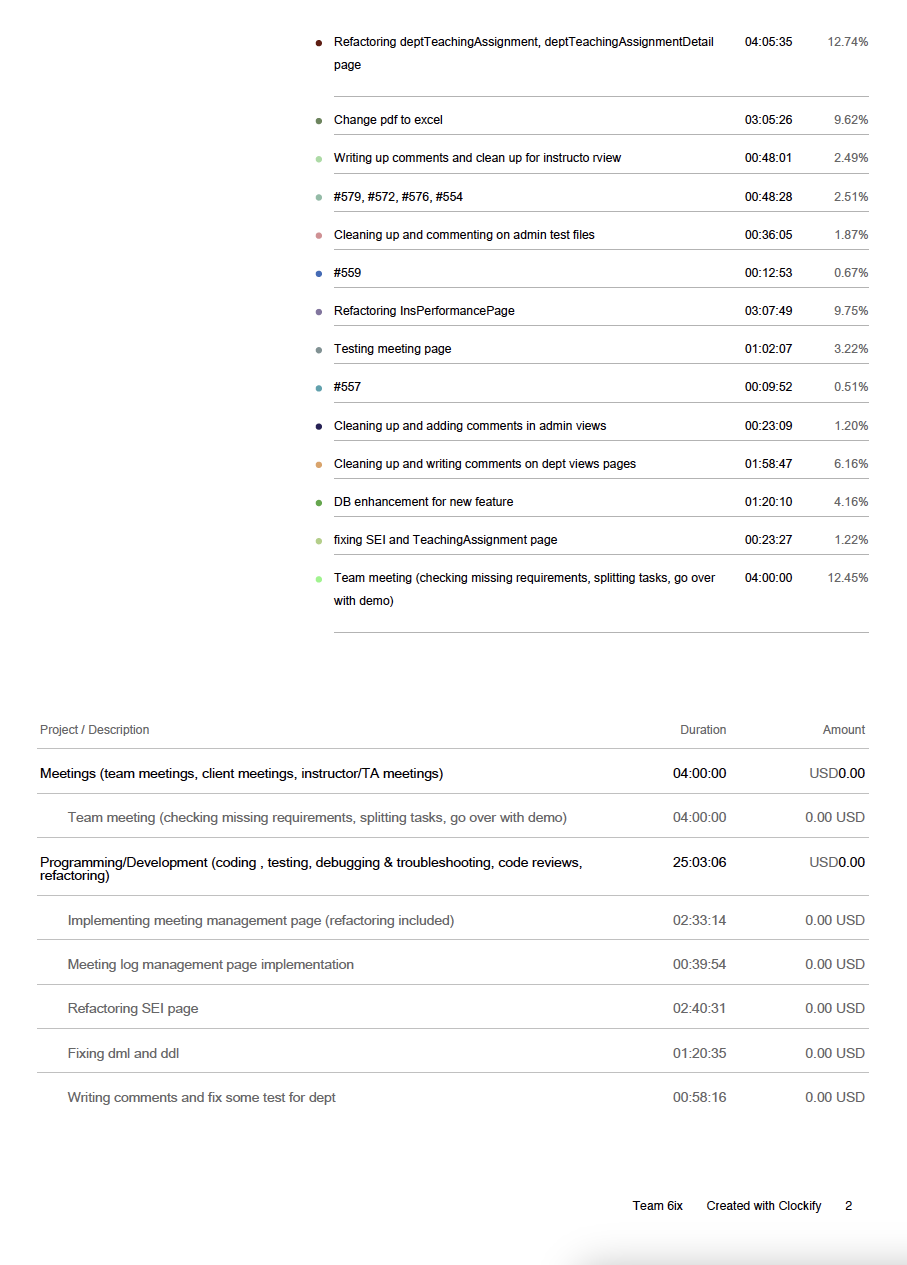 Refactoring deptTeachingAssignment, deptTeachingAssignmentDetail 04:05:35 12.74%
page
Change pdf to excel 03:05:26 9.62%
Writing up comments and clean up for instructo rview 00:48:01 2.49%
#579, #572, #576, #554 00:48:28 2.51%
Cleaning up and commenting on admin test files 00:36:05 1.87%
#559 00:12:53 0.67%
Refactoring InsPerformancePage 03:07:49 9.75%
Testing meeting page 01:02:07 3.22%
#557 00:09:52 0.51%
Cleaning up and adding comments in admin views 00:23:09 1.20%
Cleaning up and writing comments on dept views pages 01:58:47 6.16%
DB enhancement for new feature 01:20:10 4.16%
fixing SEI and TeachingAssignment page 00:23:27 1.22%
Team meeting (checking missing requirements, splitting tasks, go over 04:00:00 12.45%
with demo)
Project / Description Duration Amount
Meetings (team meetings, client meetings, instructor/TA meetings) 04:00:00 USD0.00
Team meeting (checking missing requirements, splitting tasks, go over with demo) 04:00:00 0.00 USD
Programming/Development (coding , testing, debugging & troubleshooting, code reviews, 25:03:06 USD0.00
refactoring)
Implementing meeting management page (refactoring included) 02:33:14 0.00 USD
Meeting log management page implementation 00:39:54 0.00 USD
Refactoring SEI page 02:40:31 0.00 USD
Fixing dml and ddl 01:20:35 0.00 USD
Writing comments and fix some test for dept 00:58:16 0.00 USD
Team 6ix Created with Clockify 2